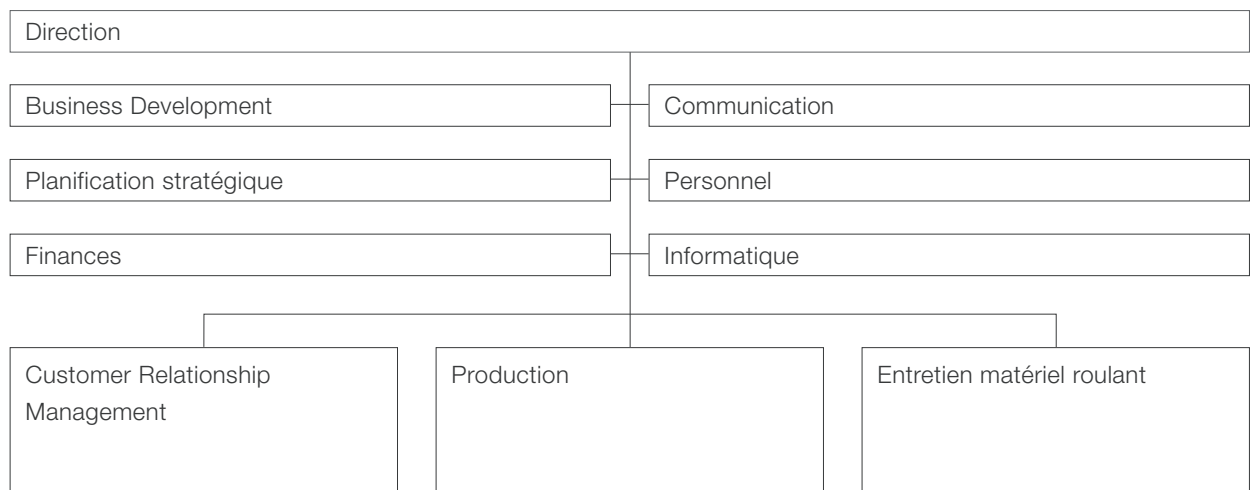 Direction
Business Development
Communication
Planification stratégique
Personnel
Finances
Informatique
Customer Relationship
Management
Production
Entretien matériel roulant